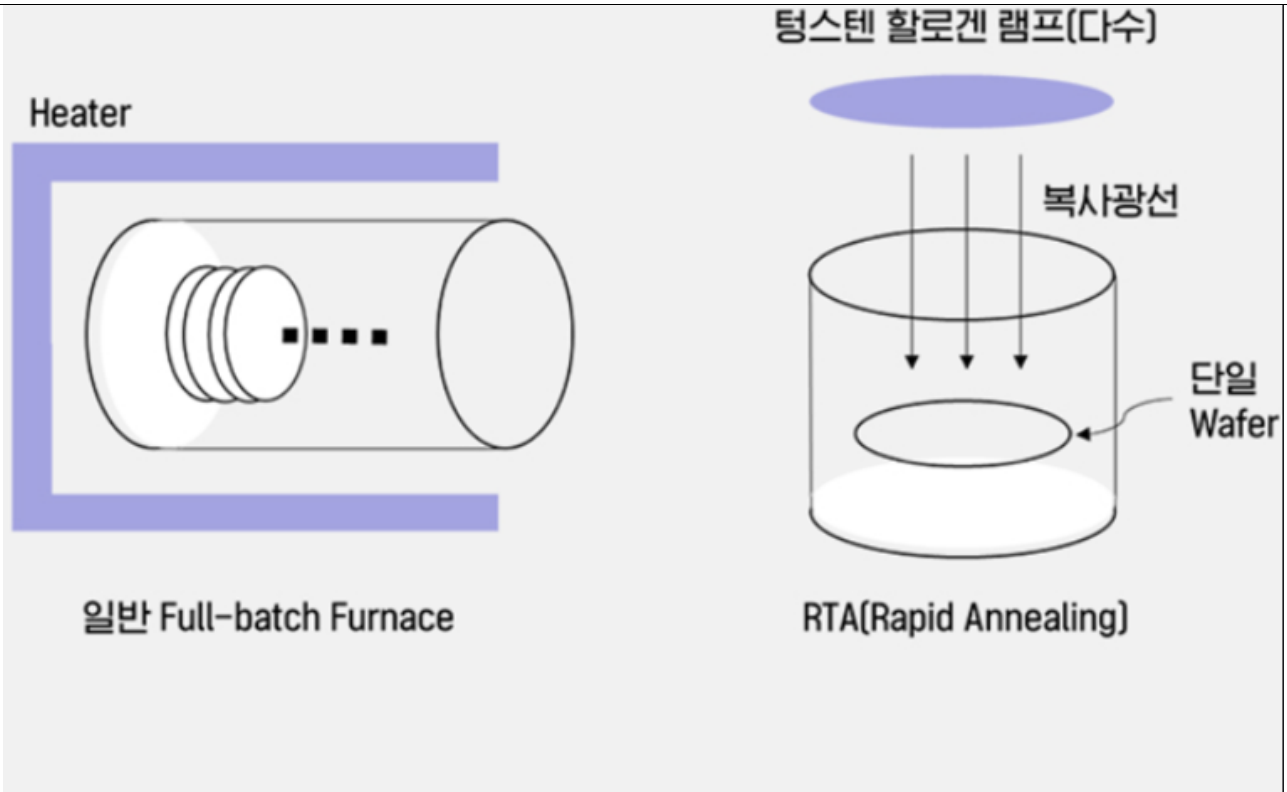 텅스텐 할로겐 램프(다수)
Heater
복사광선
단일
Wafer
일반 Full-batch Furnace
RTA(Rapid Annealing)